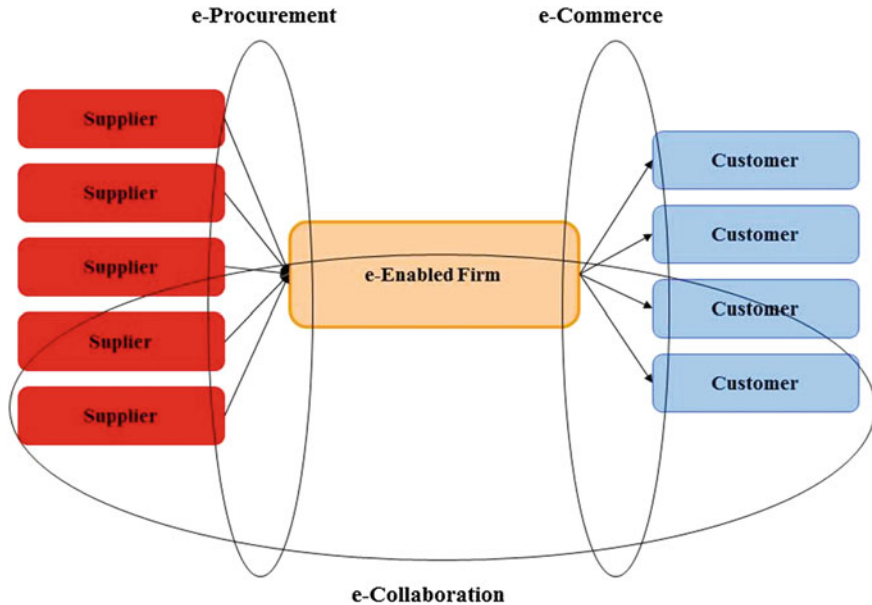 e-Procurement
e-Commerce
Supplier
Supplier
Supplier
Suplier
Supplier
e-Enabled Firm
Customer
Customer
Customer
Customer
e-Collaboration